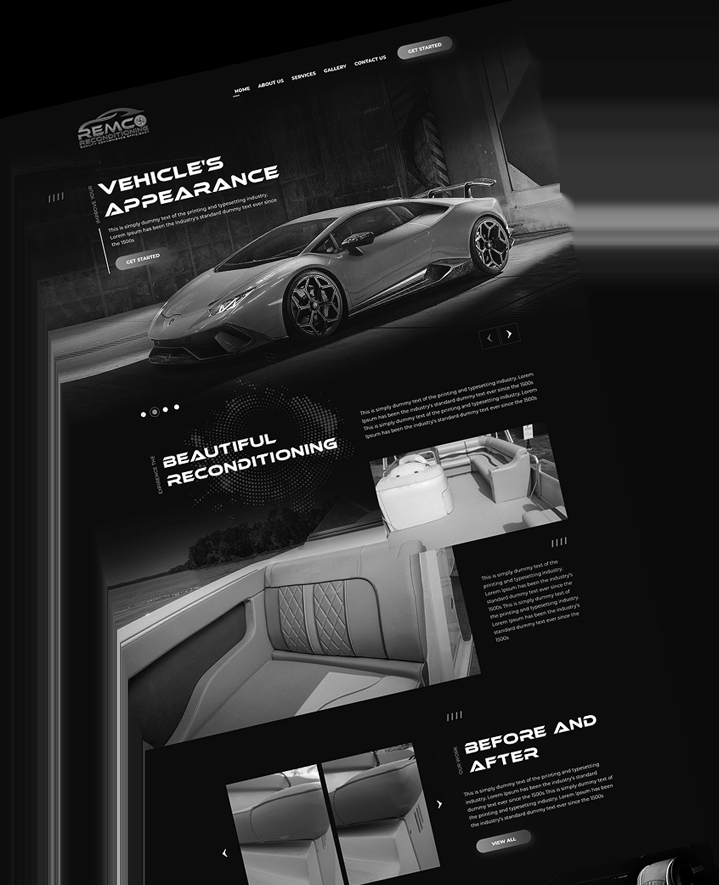 HOME ABOUT US SERVICES GALLERY CONTACT US GET STARTED
REMCO
RECONDITIONING
VEHICLE'S
APPEARANCE
This is simply dummy text of the printing and typesetting industry.
Lorem Ipsum has been the industry's standard dummy text ever since
the 1500s
GET STARTED
This is simply dummy text of the printing and typesetting industry. Lorem
Ipsum has been the industry's standard dummy text ever since the 1500s
This is simply dummy text of the printing and typesetting industry. Lorem
Ipsum has been the industry's standard dummy text ever since the 1500s
EXPERIENCE THE
BEAUTIFUL
RECONDITIONING
This is simply dummy text of the
printing and typesetting industry.
Lorem Ipsum has been the industry's
standard dummy text ever since the
1500s This is simply dummy text of
the printing and typesetting industry.
Lorem Ipsum has been the industry's
standard dummy text ever since the
1500s
OUR WORK
BEFORE AND
AFTER
This is simply dummy text of the printing and typesetting
industry. Lorem Ipsum has been the industry's standard
dummy text ever since the 1500s This is simply dummy text of
the printing and typesetting industry. Lorem Ipsum has been
the industry's standard dummy text ever since the 1500s
VIEW ALL